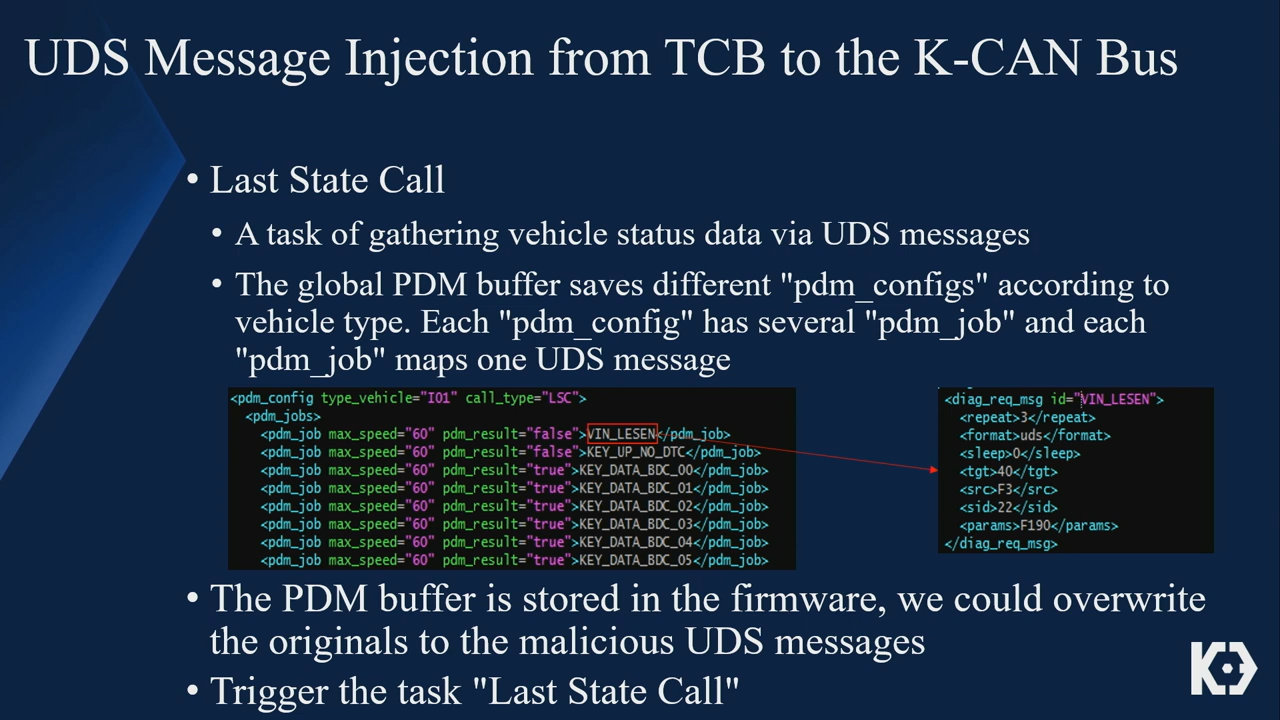 UDS Message Injection from TCB to the K-CAN Bus
• Last State Call
• A task of gathering vehicle status data via UDS messages
• The global PDM buffer saves different "pdm_configs" according to
vehicle type. Each "pdm_config" has several "pdm_job" and each
"pdm_job" maps one UDS message
<pdm_config type_vehicle="I01" call_type="LSC">
<pdm_jobs>
<pdm_job max_speed="60" pdm_result="false">VIN_LESEN</pdm_job>
<pdm_job max_speed="60" pdm_result="false">KEY_UP_NO_DTC</pdm_job>
<pdm_job max_speed="60" pdm_result="true">KEY_DATA_BDC_00</pdm_job>
<pdm_job max_speed="60" pdm_result="true">KEY_DATA_BDC_01</pdm_job>
<pdm_job max_speed="60" pdm_result="true">KEY_DATA_BDC_02</pdm_job>
<pdm_job max_speed="60" pdm_result="true">KEY_DATA_BDC_03</pdm_job>
<pdm_job max_speed="60" pdm_result="true">KEY_DATA_BDC_04</pdm_job>
<pdm_job max_speed="60" pdm_result="true">KEY_DATA_BDC_05</pdm_job>
<diag_req_msg id="VIN_LESEN">
<repeat>3</repeat>
<format>uds</format>
<sleep>0</sleep>
<tgt>40</tgt>
<src>F3</src>
<sid>22</sid>
<params>F190</params>
</diag_req_msg>
• The PDM buffer is stored in the firmware, we could overwrite
the originals to the malicious UDS messages
• Trigger the task "Last State Call"